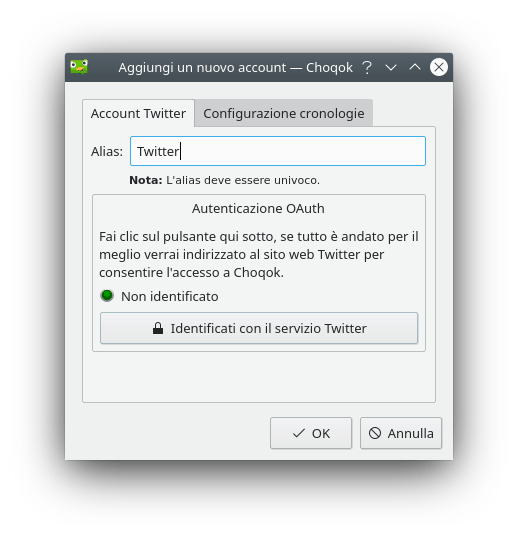 Aggiungi un nuovo account — Choqok
Account Twitter
Configurazione cronologie
Alias: Twitter
Nota: L'alias deve essere univoco.
Autenticazione OAuth
Fai clic sul pulsante qui sotto, se tutto è andato per il
meglio verrai indirizzato al sito web Twitter per
consentire l'accesso a Choqok.
Non identificato
Identificati con il servizio Twitter
OK
Annulla